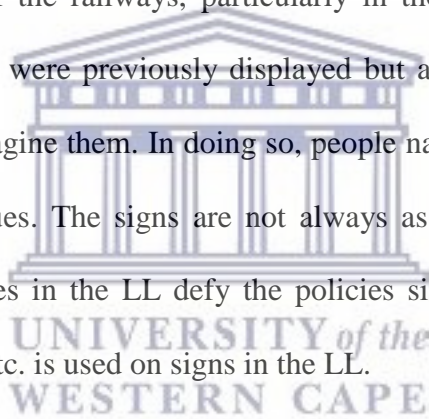 the railways, particularly in the
were previously displayed but a
agine them. In doing so, people na
ues. The signs are not always as
es in the LL defy the policies si
UNIVERSITY of the
tc. is used on signs in the LL.
WESTERN CAPE